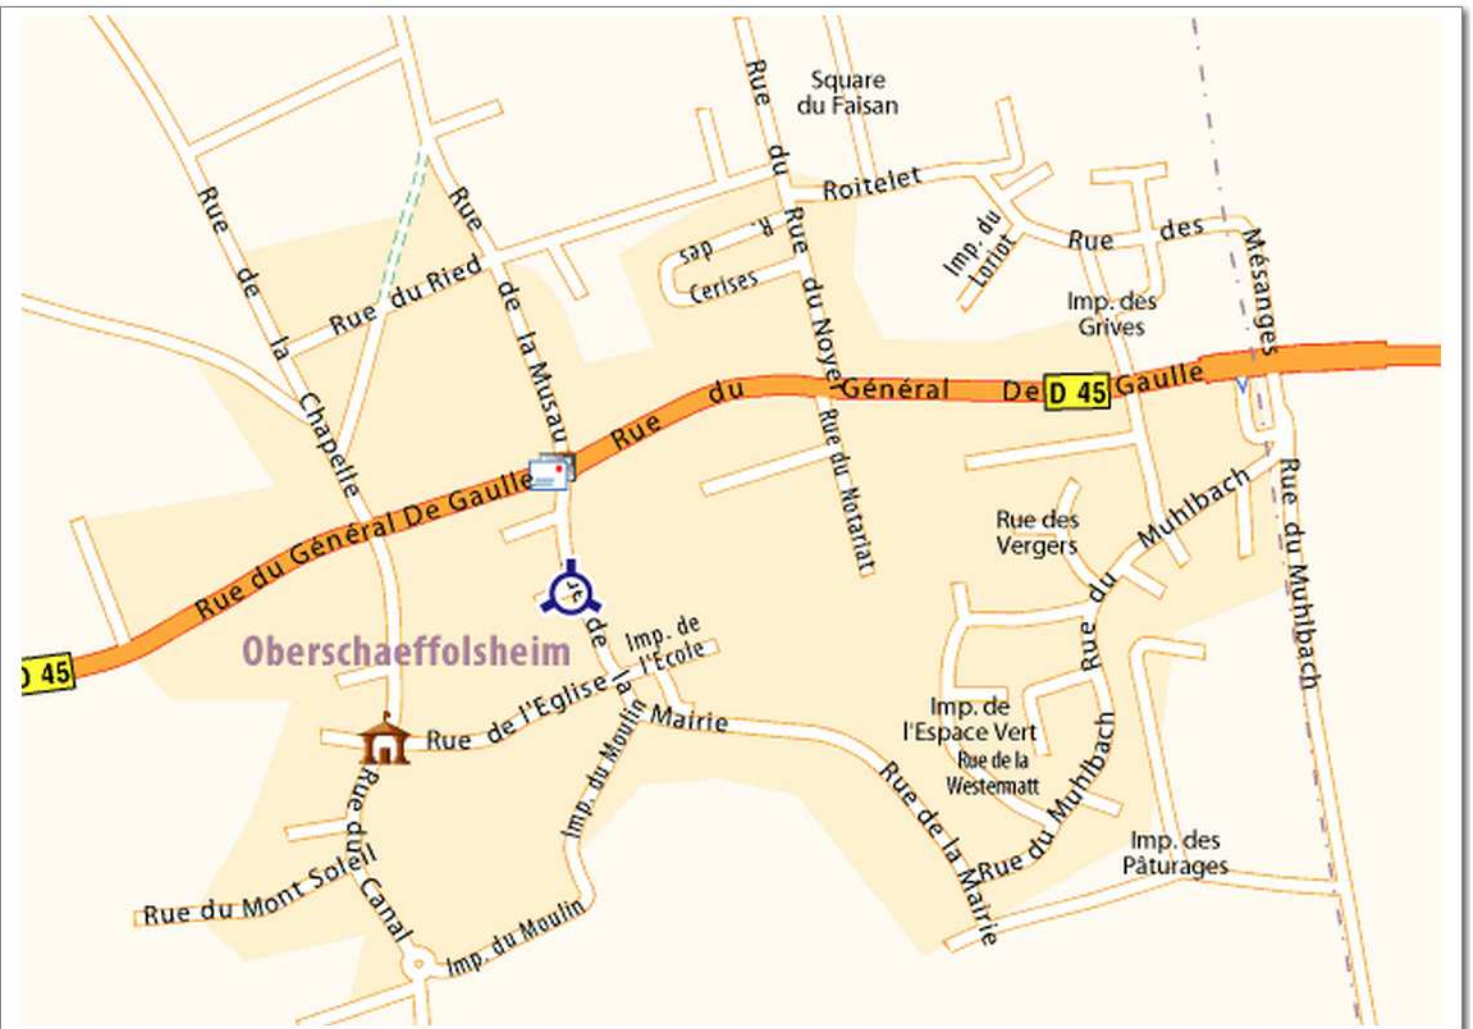 Rue du
Square
du Faisan
Roitelet
Rue de la Chapelle
Rue de la Musau
Rue du Ried
R. des
Cerises
Rue du Noyer
Imp. du
Loriot
Rue des Mésanges
Imp. des
Grives
Rue du Général De Gaulle
D 45
Rue du Général De Gaulle
D 45
Rue du Notariat
Rue des
Vergers
Rue du Muhlbach
Rue du Muhlbach
Oberschaeffolsheim
de la Mairie
Imp. de
l'Ecole
Rue de l'Eglise
Imp. du Moulin
Imp. de
l'Espace Vert
Rue de la
Westermatt
Rue du Muhlbach
Rue de la Mairie
Imp. des
Pâturages
Rue du Canal
Rue du Mont Soleil
Imp. du Moulin